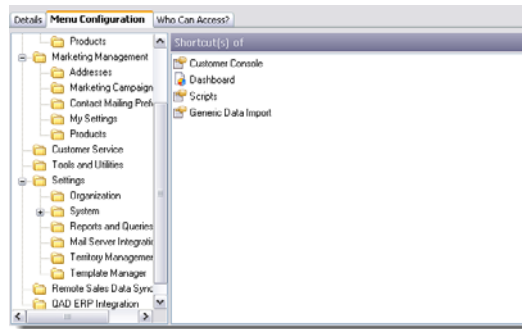 Details Menu Configuration Who Can Access?
Products
Marketing Management
Addresses
Marketing Campaign
Contact Mailing Prefe
My Settings
Products
Customer Service
Tools and Utilities
Settings
Organization
System
Reports and Queries
Mail Server Integratio
Territory Managemen
Template Manager
Remote Sales Data Sync
QAD ERP Integration
Shortcut(s) of
Customer Console
Dashboard
Scripts
Generic Data Import